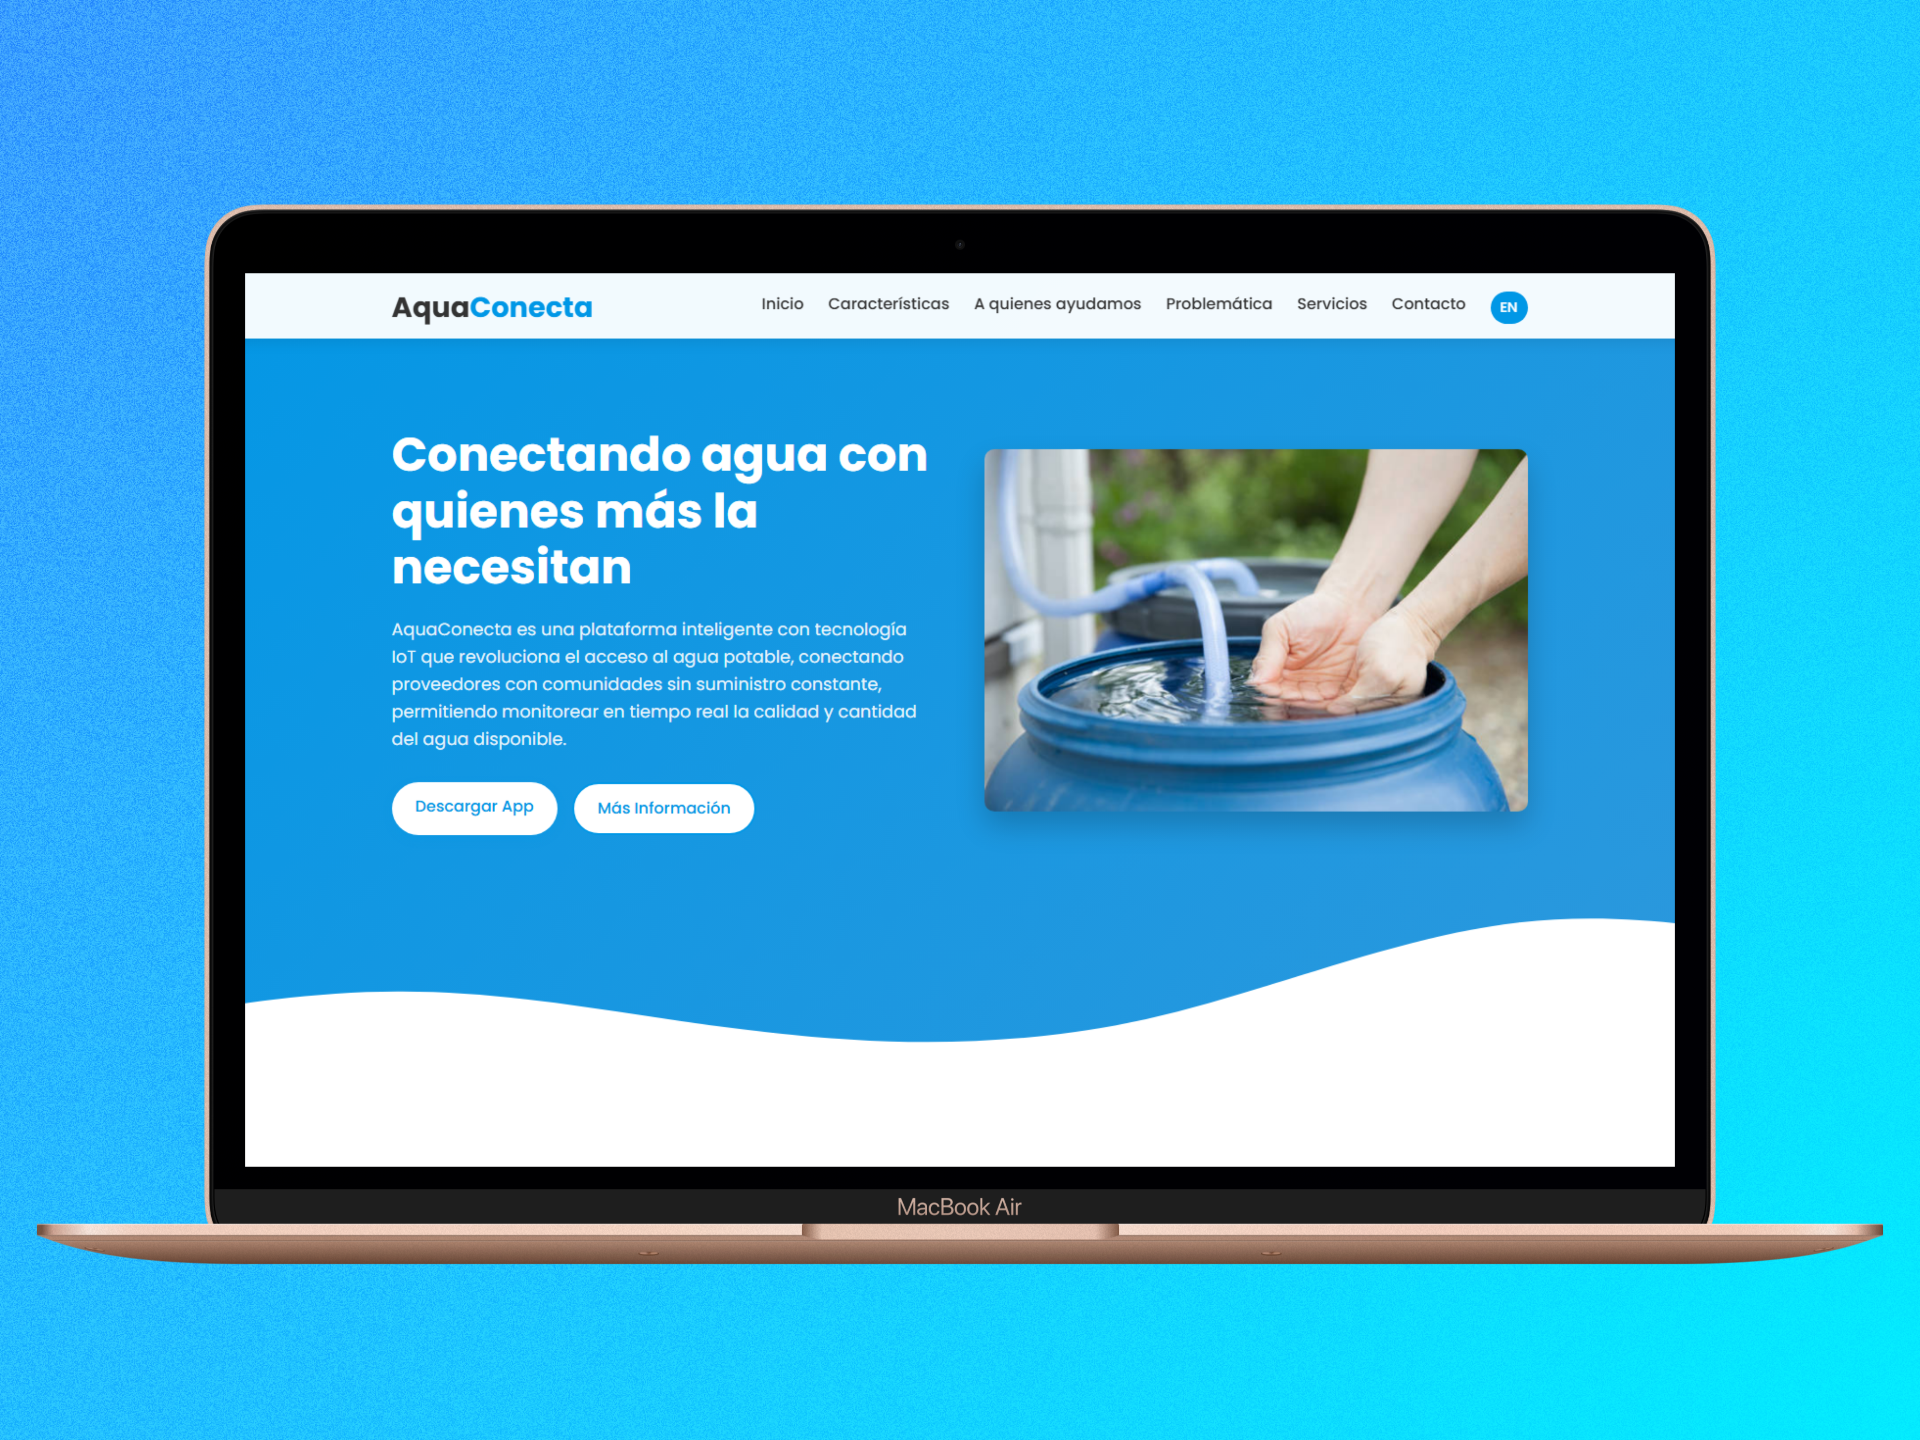 AquaConecta
Inicio Características A quienes ayudamos Problemática Servicios Contacto EN
Conectando agua con
quienes más la
necesitan
AquaConecta es una plataforma inteligente con tecnología
IoT que revoluciona el acceso al agua potable, conectando
proveedores con comunidades sin suministro constante,
permitiendo monitorear en tiempo real la calidad y cantidad
del agua disponible.
Descargar App Más Información
MacBook Air